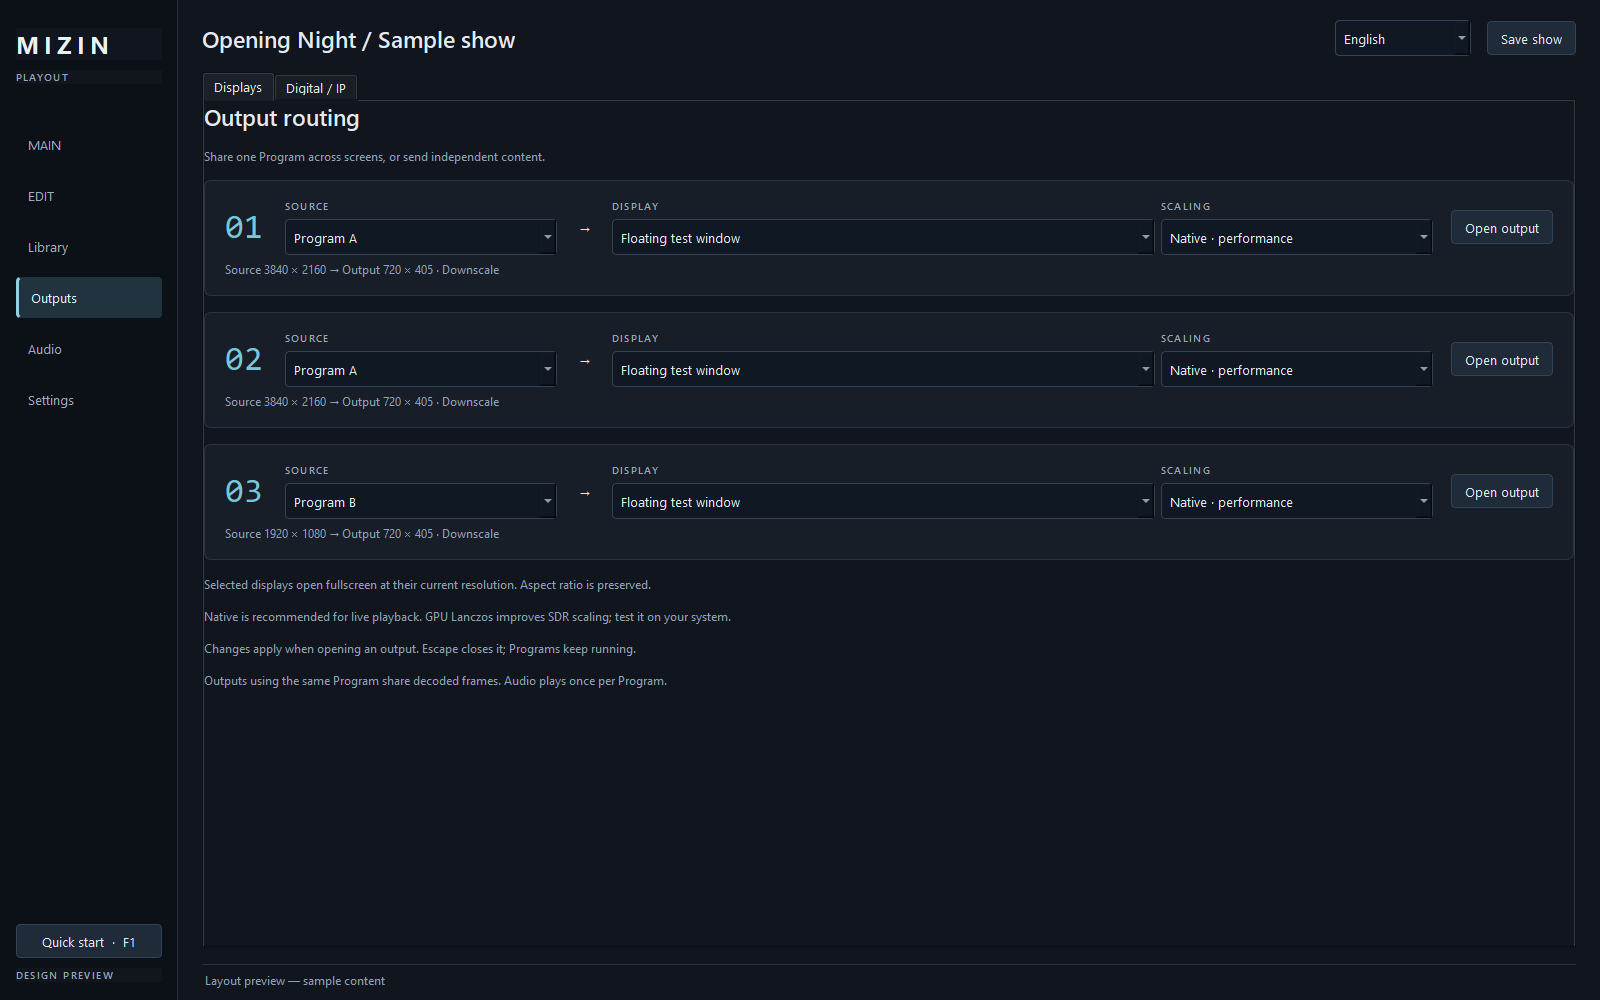 MIZIN
PLAYOUT
MAIN
EDIT
Library
Outputs
Audio
Settings
Quick start · F1
DESIGN PREVIEW
Opening Night / Sample show
English
Save show
Displays
Digital / IP
Output routing
Share one Program across screens, or send independent content.
01
SOURCE
Program A
→
DISPLAY
Floating test window
SCALING
Native · performance
Open output
Source 3840 × 2160 → Output 720 × 405 · Downscale
02
SOURCE
Program A
→
DISPLAY
Floating test window
SCALING
Native · performance
Open output
Source 3840 × 2160 → Output 720 × 405 · Downscale
03
SOURCE
Program B
→
DISPLAY
Floating test window
SCALING
Native · performance
Open output
Source 1920 × 1080 → Output 720 × 405 · Downscale
Selected displays open fullscreen at their current resolution. Aspect ratio is preserved.
Native is recommended for live playback. GPU Lanczos improves SDR scaling; test it on your system.
Changes apply when opening an output. Escape closes it; Programs keep running.
Outputs using the same Program share decoded frames. Audio plays once per Program.
Layout preview — sample content